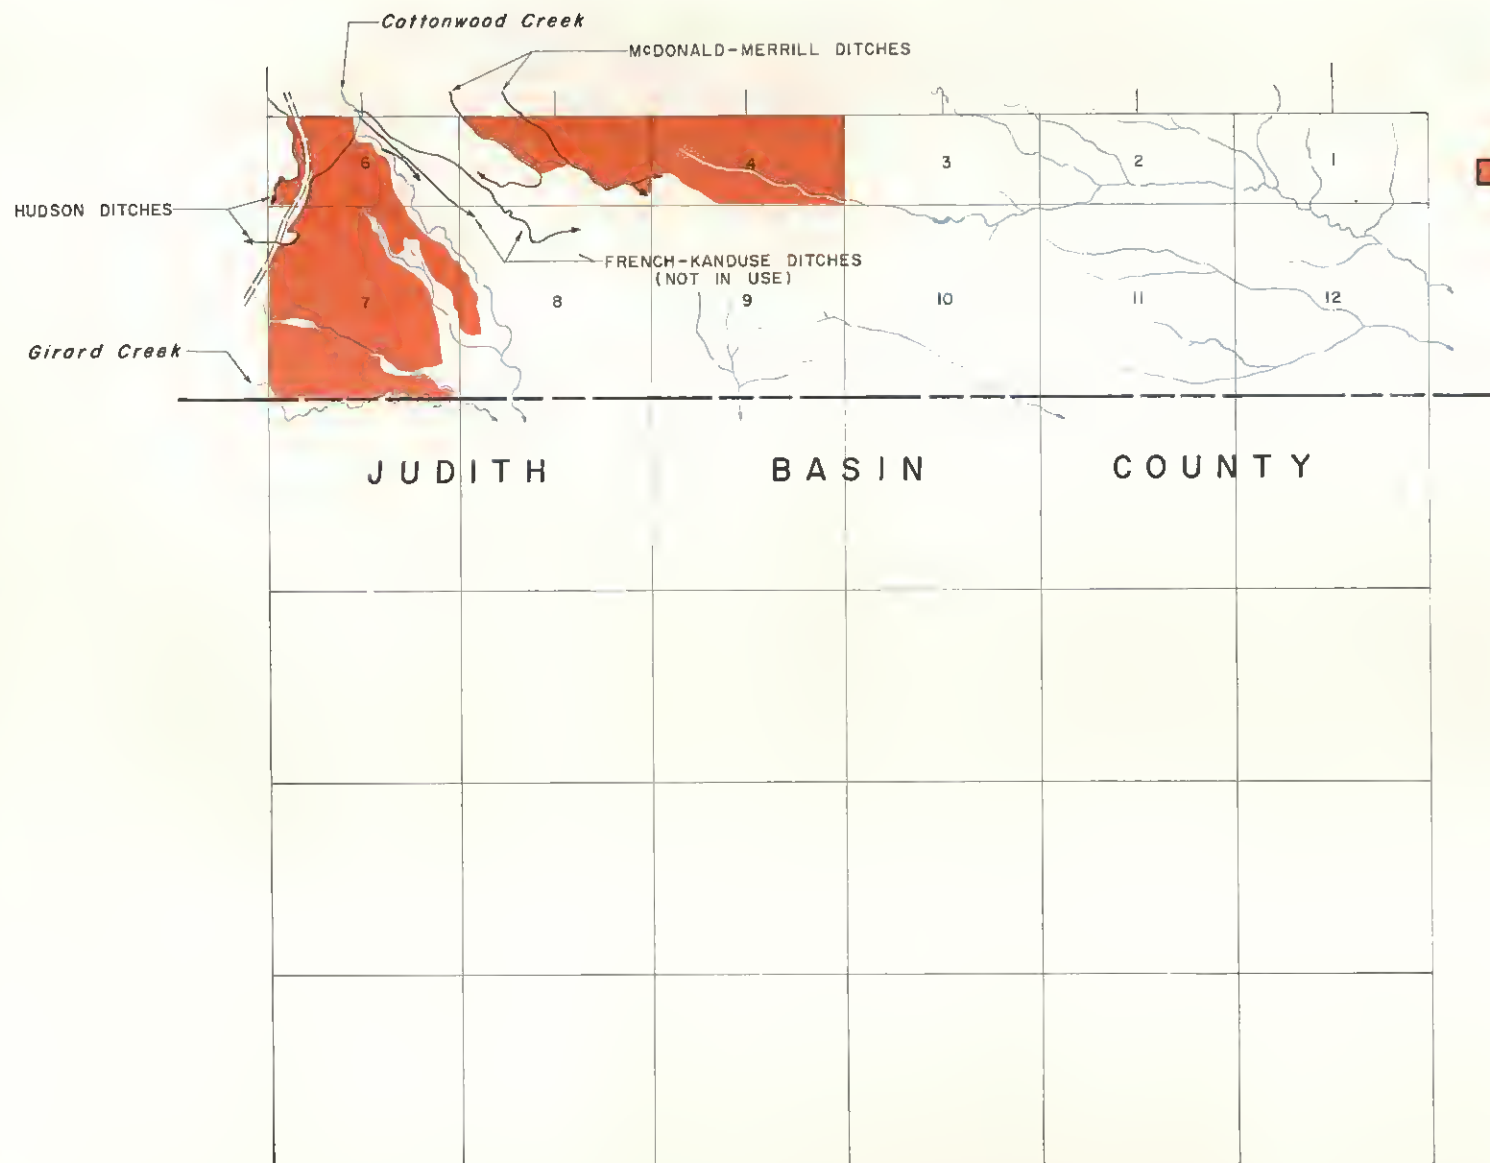 Cottonwood Creek
McDONALD-MERRILL DITCHES
6
4
3
2
1
HUDSON DITCHES
FRENCH-KANDUSE DITCHES
(NOT IN USE)
7
8
9
10
11
12
Girard Creek
JUDITH BASIN COUNTY